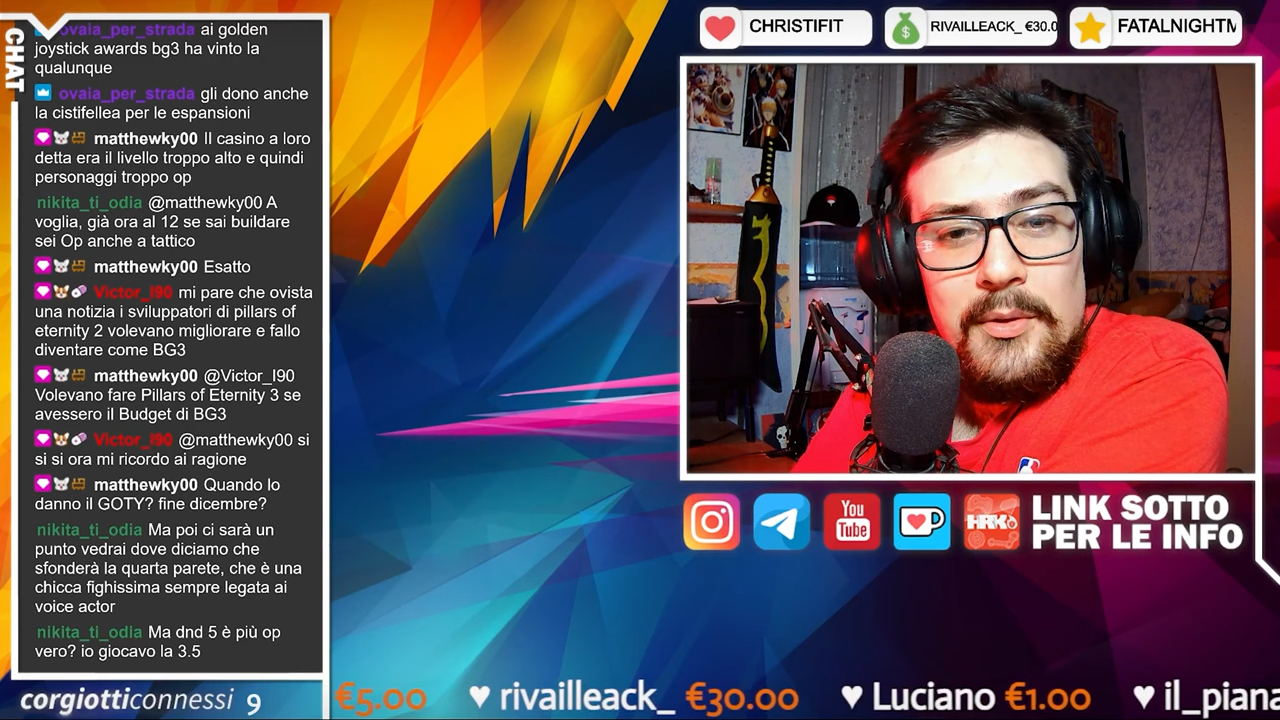 CHAT
ovaia_per_strada ai golden
joystick awards bg3 ha vinto la
qualunque
ovaia_per_strada gli dono anche
la cistifellea per le espansioni
matthewky00 Il casino a loro
detta era il livello troppo alto e quindi
personaggi troppo op
nikita_ti_odia @matthewky00 A
voglia, già ora al 12 se sai buildare
sei Op anche a tattico
matthewky00 Esatto
Victor_I90 mi pare che ovista
una notizia i sviluppatori di pillars of
eternity 2 volevano migliorare e fallo
diventare come BG3
matthewky00 @Victor_I90
Volevano fare Pillars of Eternity 3 se
avessero il Budget di BG3
Victor_I90 @matthewky00 si
si si ora mi ricordo ai ragione
matthewky00 Quando lo
danno il GOTY? fine dicembre?
nikita_ti_odia Ma poi ci sarà un
punto vedrai dove diciamo che
sfonderà la quarta parete, che è una
chicca fighissima sempre legata ai
voice actor
nikita_ti_odia Ma dnd 5 è più op
vero? io giocavo la 3.5
corgiotticonnessi 9
CHRISTIFIT
RIVAILLEACK_ €30.0
FATALNIGHTM
You
Tube
HRK
LINK SOTTO
PER LE INFO
€5.00 ♥ rivailleack_ €30.00 ♥ Luciano €1.00 ♥ il_piana